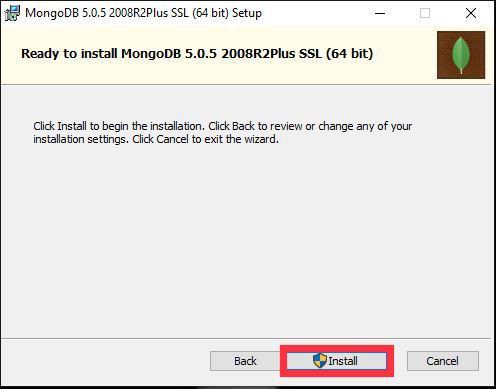 MongoDB 5.0.5 2008R2Plus SSL (64 bit) Setup
Ready to install MongoDB 5.0.5 2008R2Plus SSL (64 bit)
Click Install to begin the installation. Click Back to review or change any of your
installation settings. Click Cancel to exit the wizard.
Back
Install
Cancel